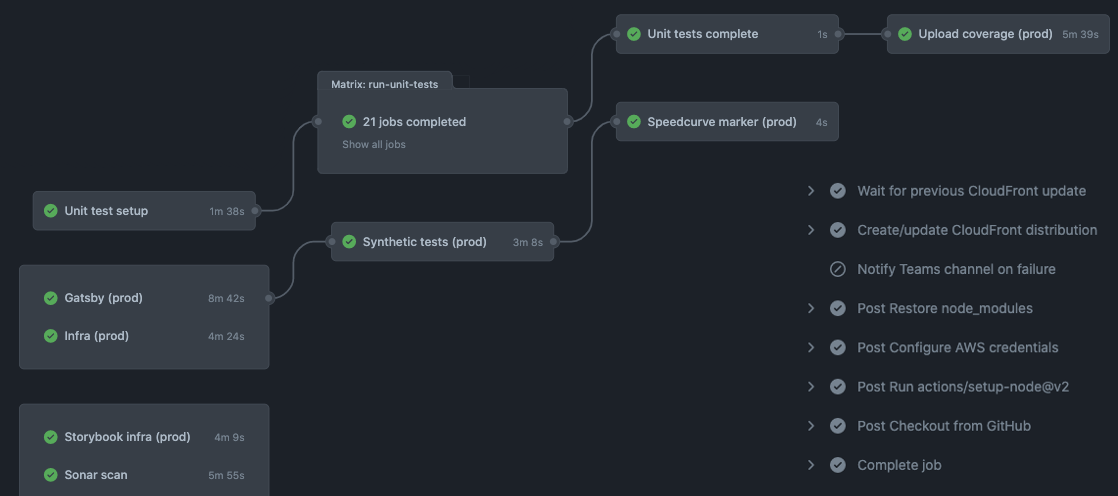 Unit tests complete 1s
Upload coverage (prod) 5m 39s
Matrix: run-unit-tests
21 jobs completed
Show all jobs
Speedcurve marker (prod) 4s
Unit test setup 1m 38s
Synthetic tests (prod) 3m 8s
Gatsby (prod) 8m 42s
Infra (prod) 4m 24s
Storybook infra (prod) 4m 9s
Sonar scan 5m 55s
Wait for previous CloudFront update
Create/update CloudFront distribution
Notify Teams channel on failure
Post Restore node_modules
Post Configure AWS credentials
Post Run actions/setup-node@v2
Post Checkout from GitHub
Complete job